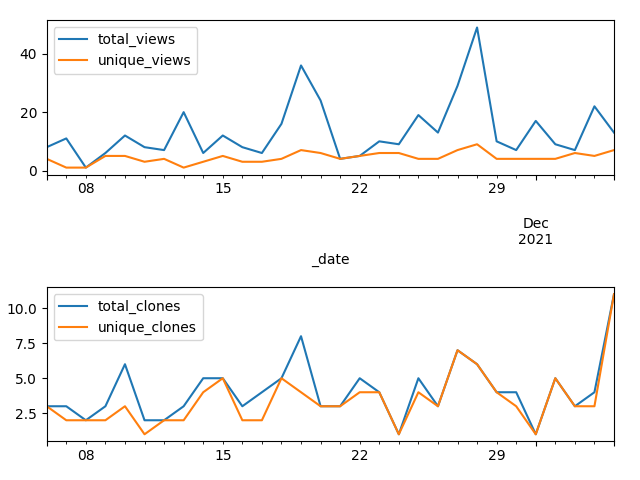 total_views
unique_views
40
20
0
08 15 22 29
Dec
2021
_date
total_clones
unique_clones
10.0
7.5
5.0
2.5
08 15 22 29